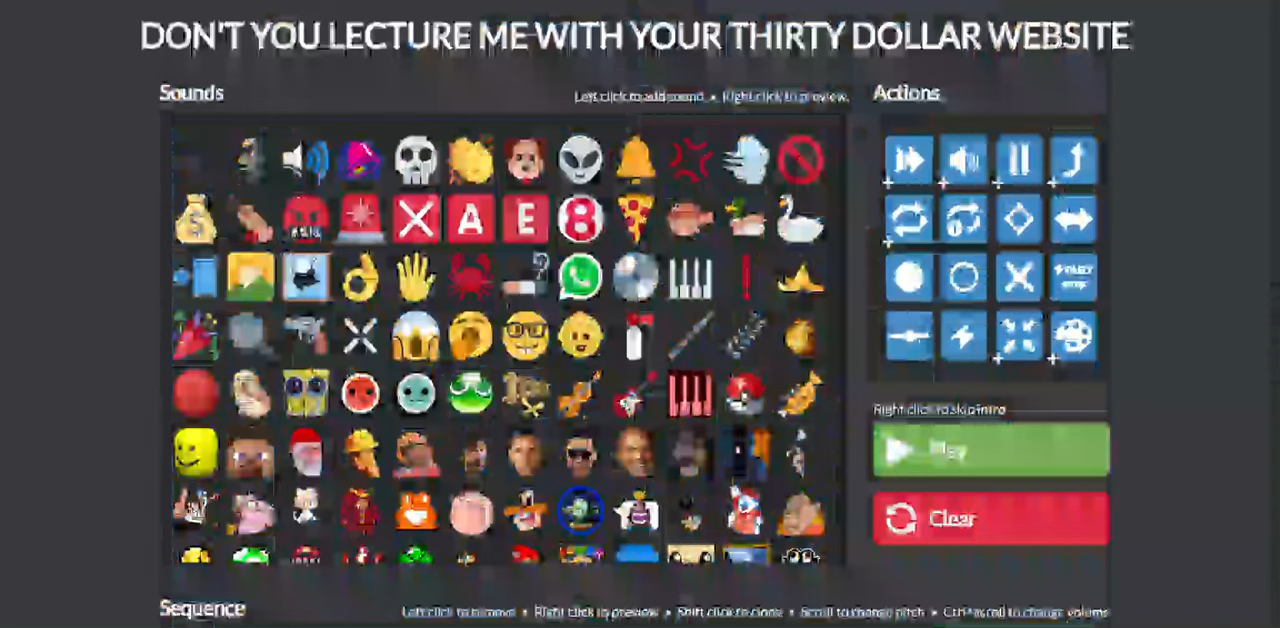 DON'T YOU LECTURE ME WITH YOUR THIRTY DOLLAR WEBSITE
Sounds
Left click to add sound • Right click to preview.
Actions
A E 8
Right click to skip intro
Play
Clear
Sequence
Left click to remove • Right click to preview • Shift click to clone • Scroll to change pitch • Ctrl+scroll to change volume